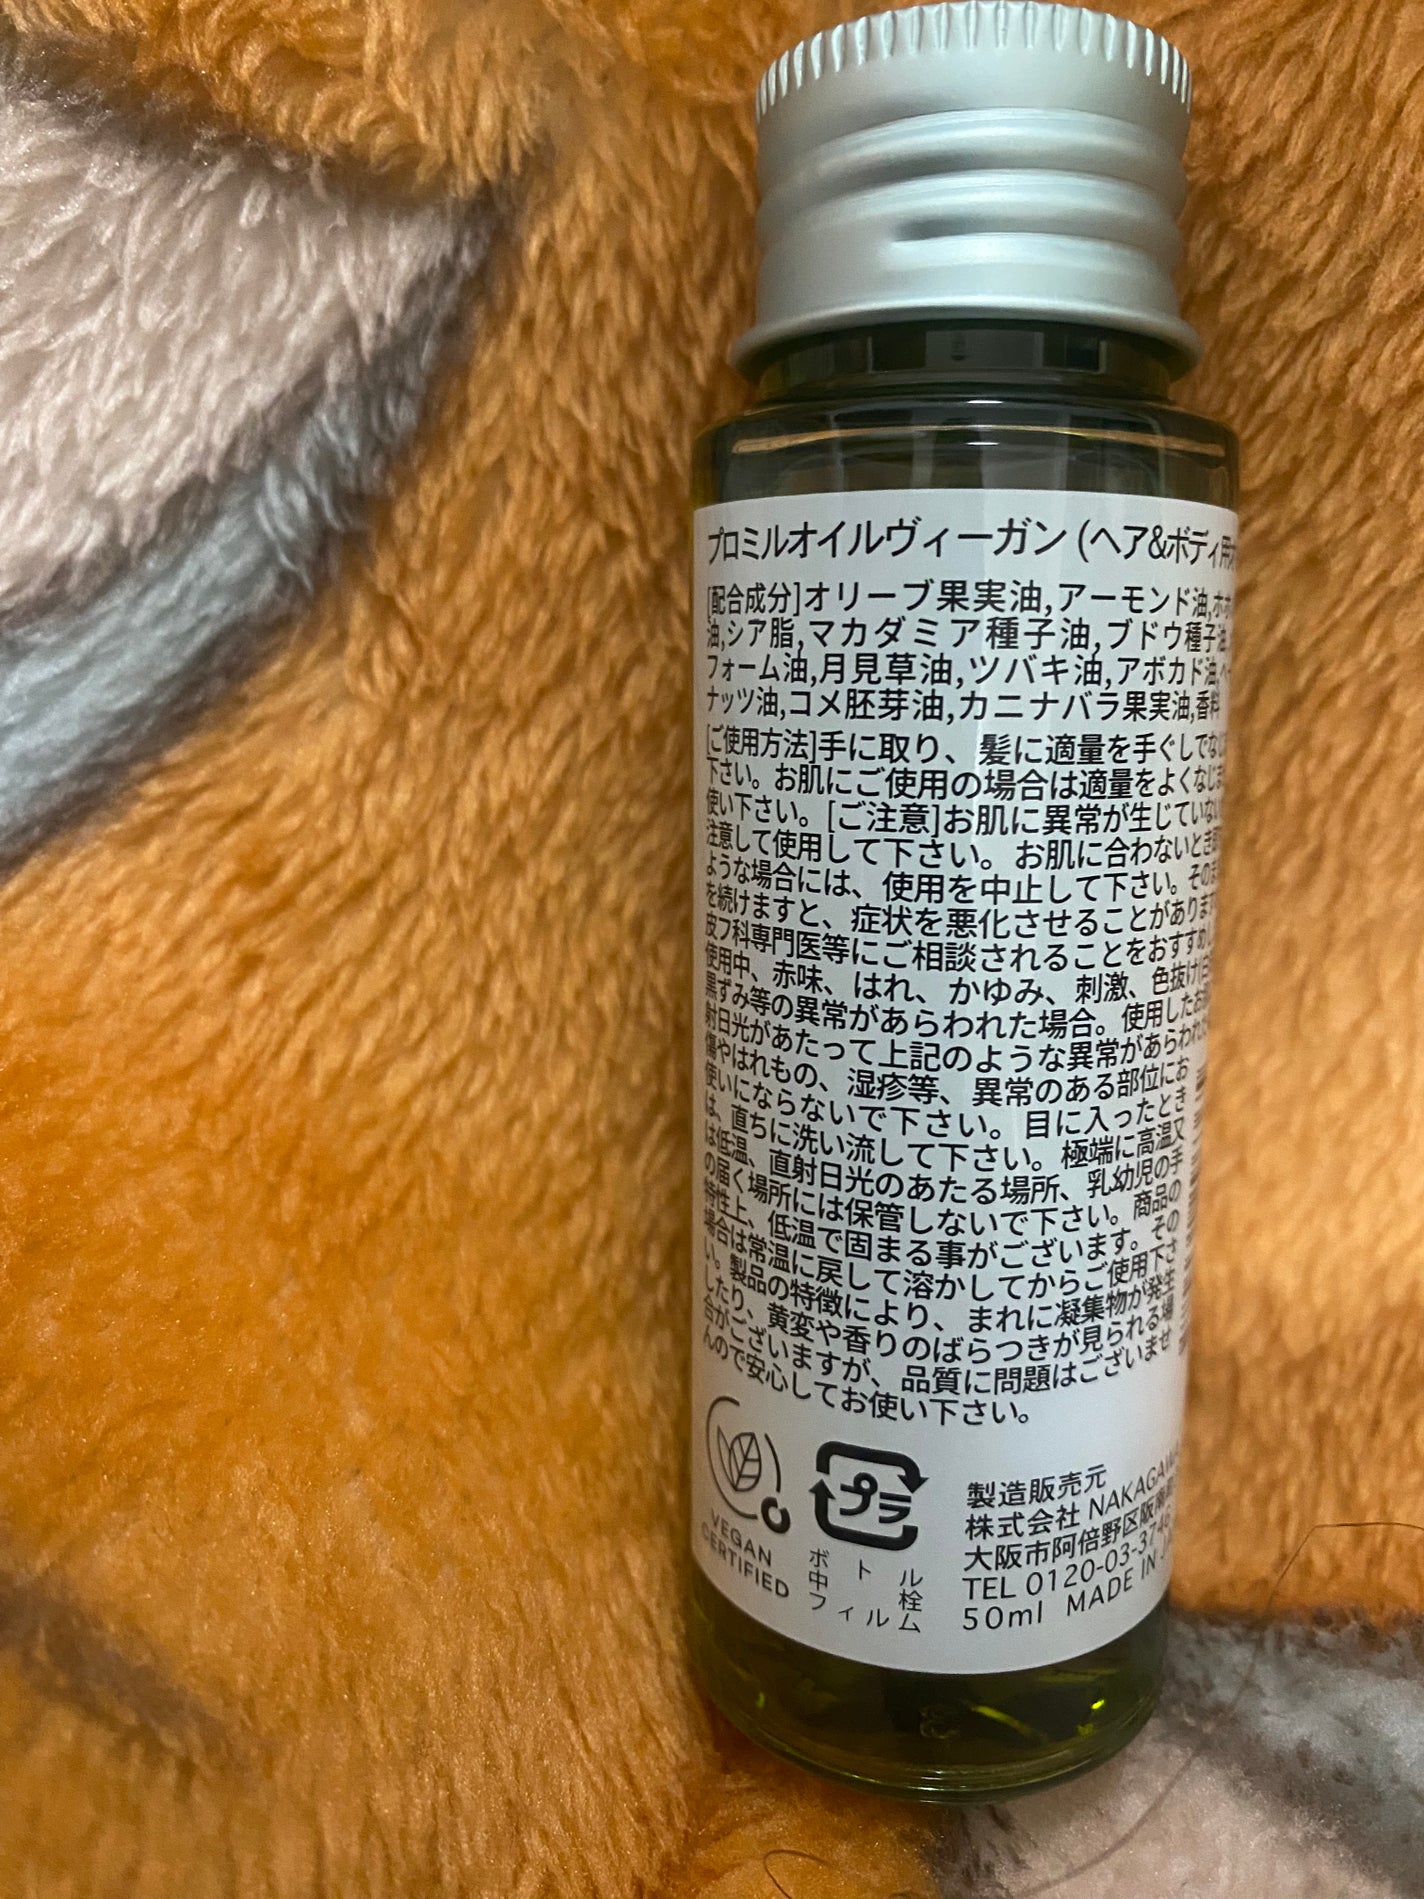 プロミルオイルヴィーガン (ヘア&ボディ用
[配合成分]オリーブ果実油,アーモンド油,ホホ
油,シア脂,マカダミア種子油,ブドウ種子油,
フォーム油,月見草油,ツバキ油,アボカド油,ヘー
ナッツ油,コメ胚芽油,カニナバラ果実油,香料
[ご使用方法]手に取り、髪に適量を手ぐしでなじ
下さい。お肌にご使用の場合は適量をよくなじま
使い下さい。[ご注意]お肌に異常が生じていない
注意して使用して下さい。お肌に合わないとき即
ような場合には、使用を中止して下さい。そのま
を続けますと、症状を悪化させることがあります
皮フ科専門医等にご相談されることをおすすめし
使用中、赤味、はれ、かゆみ、刺激、色抜け(白
黒ずみ等の異常があらわれた場合。使用したお
射日光があたって上記のような異常があらわれた
傷やはれもの、湿疹等、異常のある部位にお
使いにならないで下さい。目に入ったとき
は、直ちに洗い流して下さい。極端に高温又
は低温、直射日光のあたる場所、乳幼児の手
の届く場所には保管しないで下さい。商品の
特性上、低温で固まる事がございます。その
場合は常温に戻して溶かしてからご使用下さ
い。製品の特徴により、まれに凝集物が発生
したり、黄変や香りのばらつきが見られる場
合がございますが、品質に問題はございませ
んので安心してお使い下さい。
VEGAN
CERTIFIED
プラ
ボトル
中栓
フィルム
製造販売元
株式会社 NAKAGAWA
大阪市阿倍野区阪南町
TEL 0120-03-3746
50ml MADE IN JA